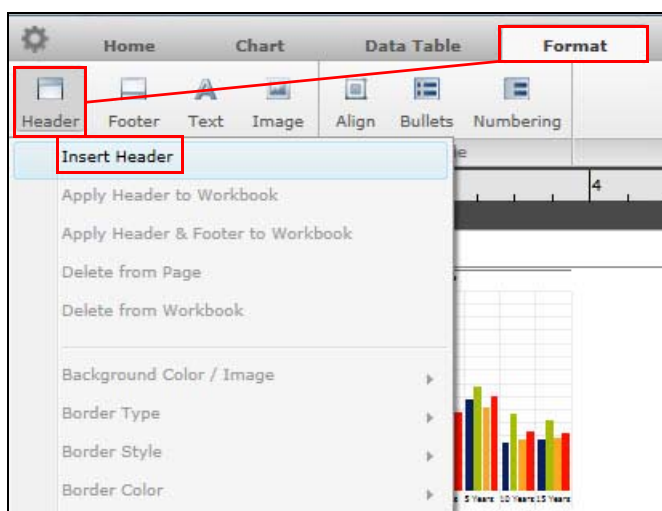 Home Chart Data Table Format
Header Footer Text Image Align Bullets Numbering
Insert Header
4
Apply Header to Workbook
Apply Header & Footer to Workbook
Delete from Page
Delete from Workbook
Background Color / Image
Border Type
Border Style
Border Color
5 Years 10 Years 15 Years